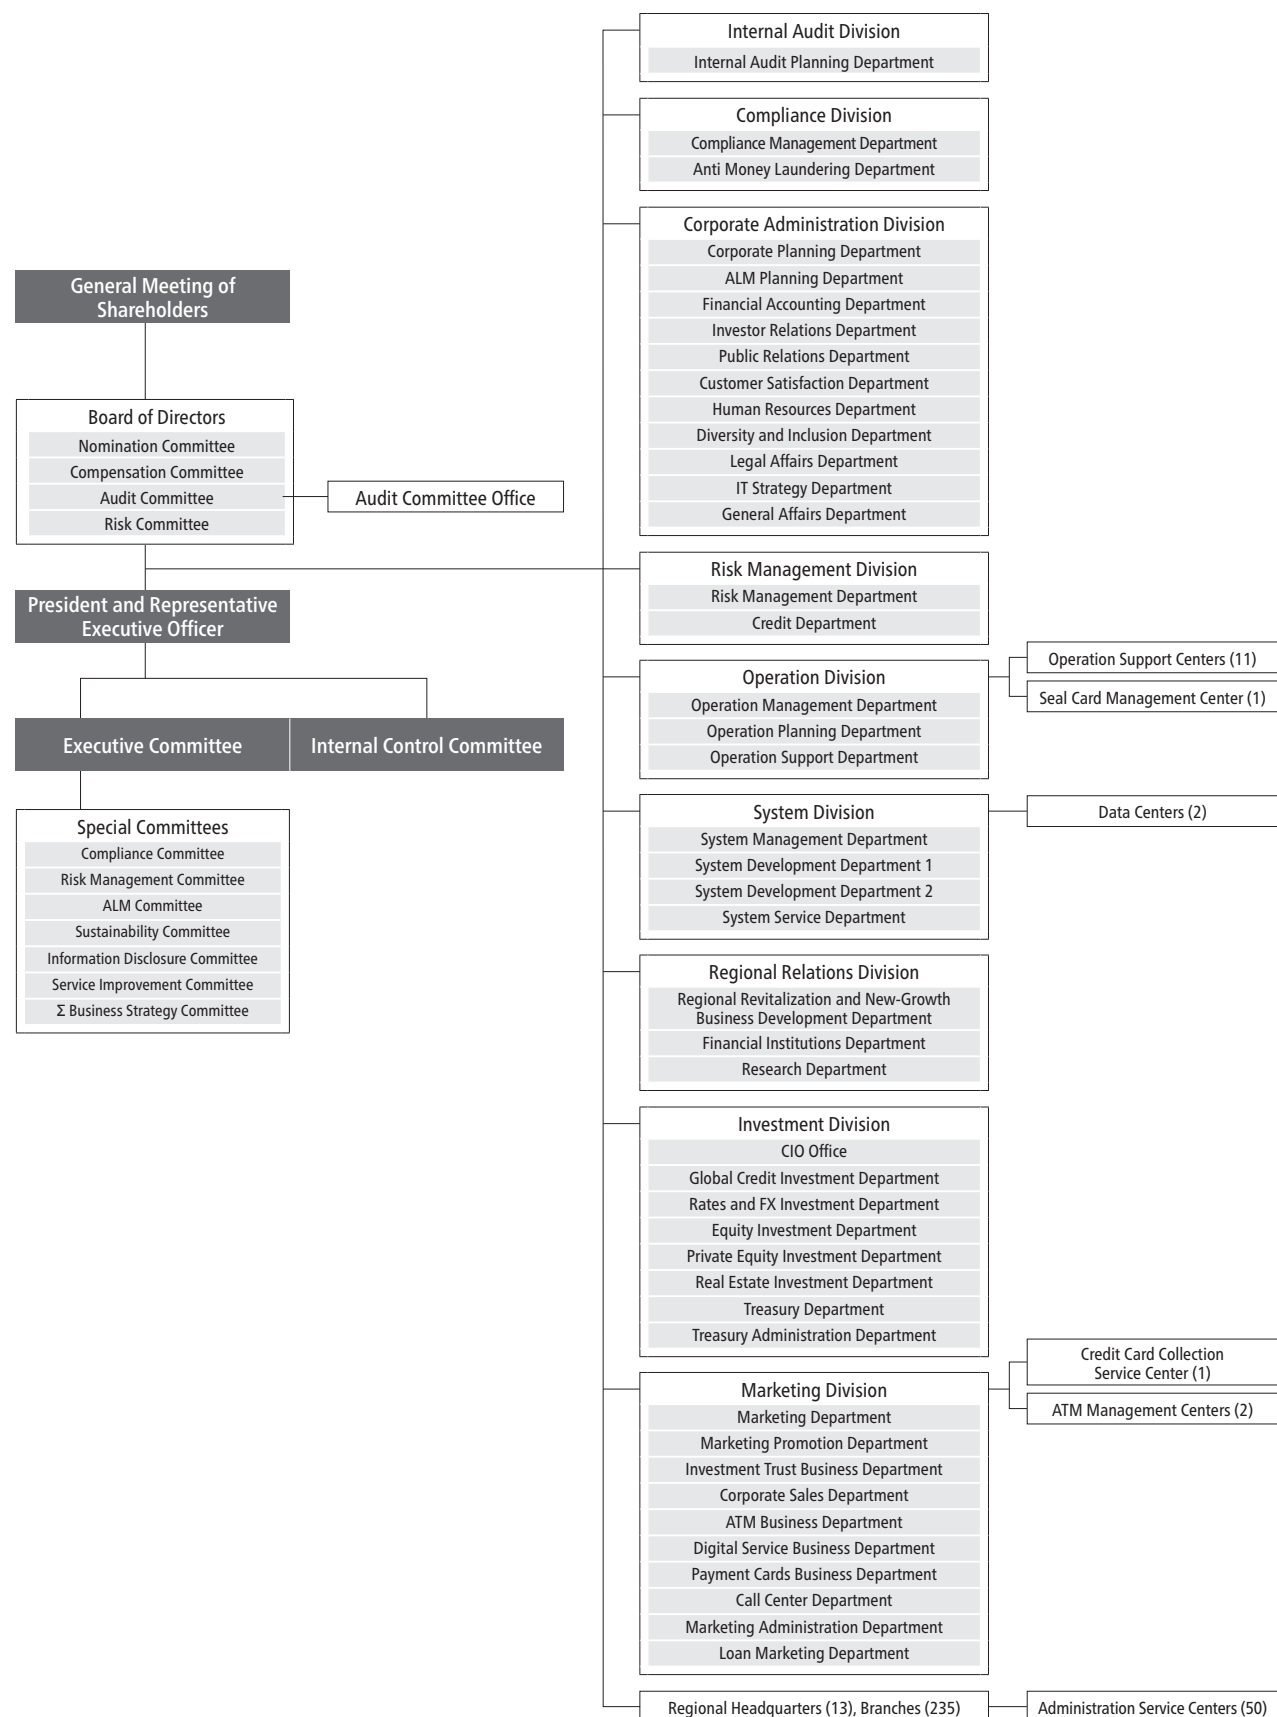 General Meeting of
Shareholders
Board of Directors
Nomination Committee
Compensation Committee
Audit Committee
Risk Committee
Audit Committee Office
President and Representative
Executive Officer
Executive Committee
Internal Control Committee
Special Committees
Compliance Committee
Risk Management Committee
ALM Committee
Sustainability Committee
Information Disclosure Committee
Service Improvement Committee
Σ Business Strategy Committee
Internal Audit Division
Internal Audit Planning Department
Compliance Division
Compliance Management Department
Anti Money Laundering Department
Corporate Administration Division
Corporate Planning Department
ALM Planning Department
Financial Accounting Department
Investor Relations Department
Public Relations Department
Customer Satisfaction Department
Human Resources Department
Diversity and Inclusion Department
Legal Affairs Department
IT Strategy Department
General Affairs Department
Risk Management Division
Risk Management Department
Credit Department
Operation Division
Operation Management Department
Operation Planning Department
Operation Support Department
Operation Support Centers (11)
Seal Card Management Center (1)
System Division
System Management Department
System Development Department 1
System Development Department 2
System Service Department
Data Centers (2)
Regional Relations Division
Regional Revitalization and New-Growth
Business Development Department
Financial Institutions Department
Research Department
Investment Division
CIO Office
Global Credit Investment Department
Rates and FX Investment Department
Equity Investment Department
Private Equity Investment Department
Real Estate Investment Department
Treasury Department
Treasury Administration Department
Marketing Division
Marketing Department
Marketing Promotion Department
Investment Trust Business Department
Corporate Sales Department
ATM Business Department
Digital Service Business Department
Payment Cards Business Department
Call Center Department
Marketing Administration Department
Loan Marketing Department
Credit Card Collection
Service Center (1)
ATM Management Centers (2)
Regional Headquarters (13), Branches (235)
Administration Service Centers (50)